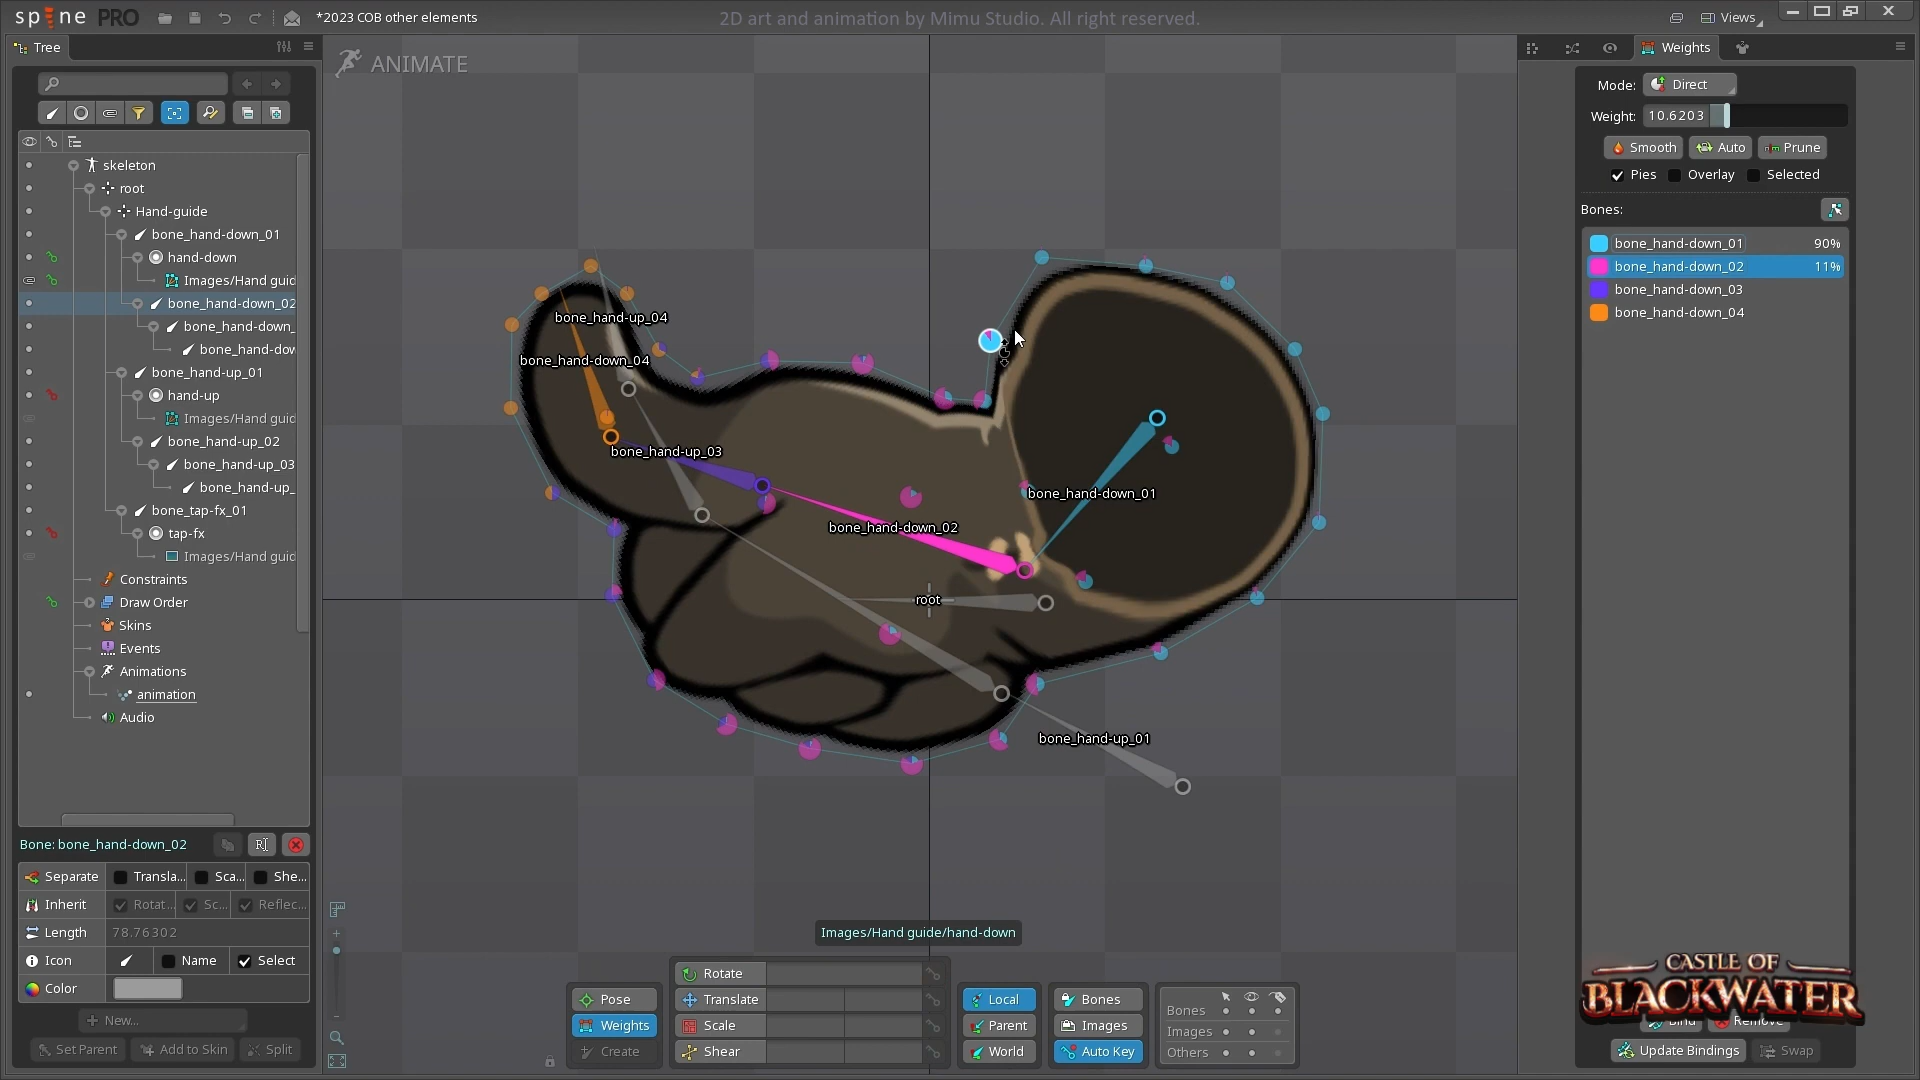 spine PRO
*2023 COB other elements
2D art and animation by Mimu Studio. All right reserved.
Views
Tree
ANIMATE
Weights
Mode:
Direct
Weight:
10.6203
Smooth
Auto
Prune
Pies
Overlay
Selected
Bones:
bone_hand-down_01
90%
bone_hand-down_02
11%
bone_hand-down_03
bone_hand-down_04
skeleton
root
Hand-guide
bone_hand-down_01
hand-down
Images/Hand guid
bone_hand-down_02
bone_hand-down_
bone_hand-dow
bone_hand-up_01
hand-up
Images/Hand guid
bone_hand-up_02
bone_hand-up_03
bone_hand-up_
bone_tap-fx_01
tap-fx
Images/Hand guid
Constraints
Draw Order
Skins
Events
Animations
animation
Audio
bone_hand-up_04
bone_hand-down_04
bone_hand-up_03
bone_hand-down_01
bone_hand-down_02
root
bone_hand-up_01
Bone: bone_hand-down_02
Separate
Transla...
Sca...
She...
Inherit
Rotat...
Sc...
Reflec...
Length
78.76302
Icon
Name
Select
Color
New...
Set Parent
Add to Skin
Split
Images/Hand guide/hand-down
Pose
Weights
Create
Rotate
Translate
Scale
Shear
Local
Parent
World
Bones
Images
Auto Key
Bones
Images
Others
CASTLE OF
BLACKWATER
Bind
Remove
Update Bindings
Swap